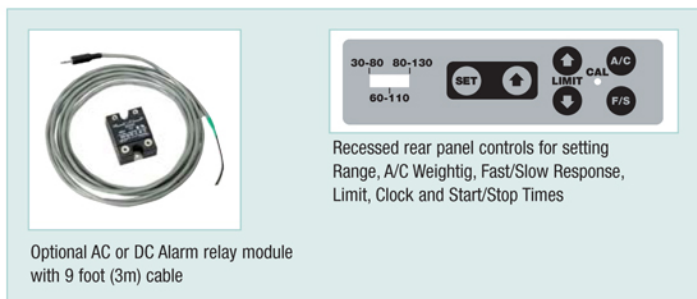 30-80 80-130
60-110
SET
LIMIT
CAL
A/C
F/S
Recessed rear panel controls for setting
Range, A/C Weightig, Fast/Slow Response,
Limit, Clock and Start/Stop Times
Optional AC or DC Alarm relay module
with 9 foot (3m) cable